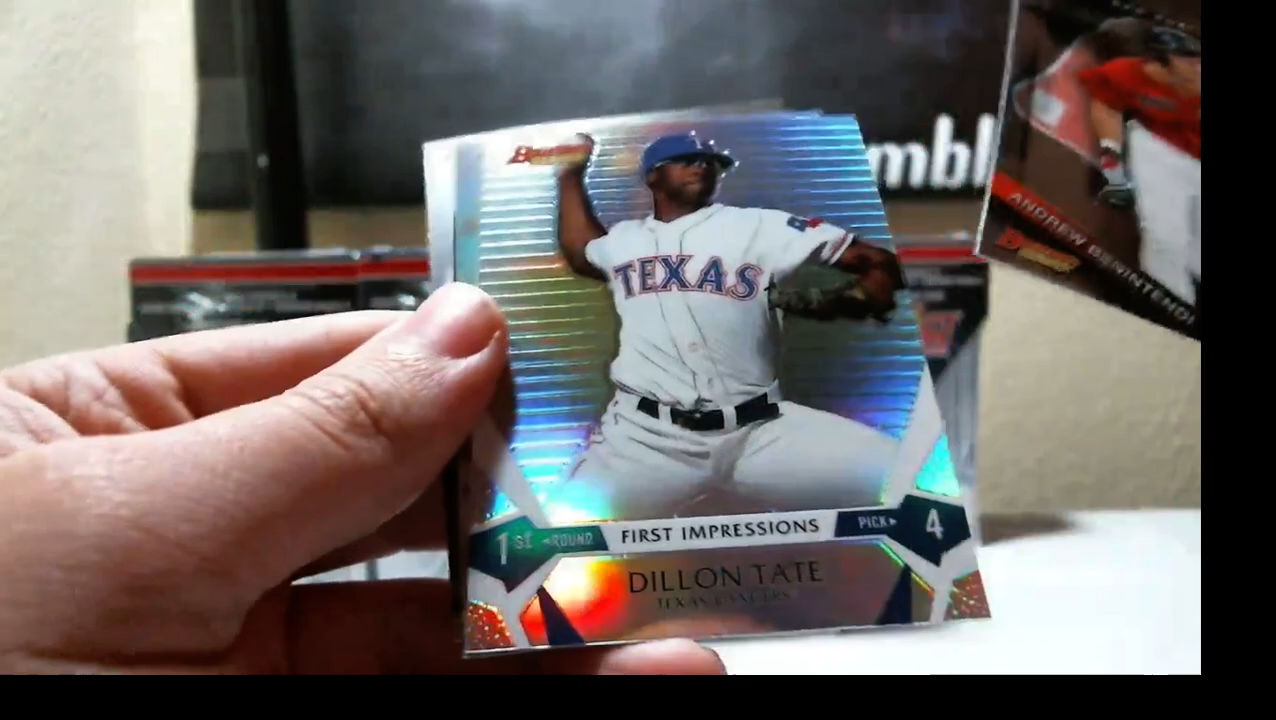 mbl
Bowman
ANDREW BENINTENDI
Bowman
TEXAS
1ST ROUND
FIRST IMPRESSIONS
PICK 4
DILLON TATE
TEXAS RANGERS